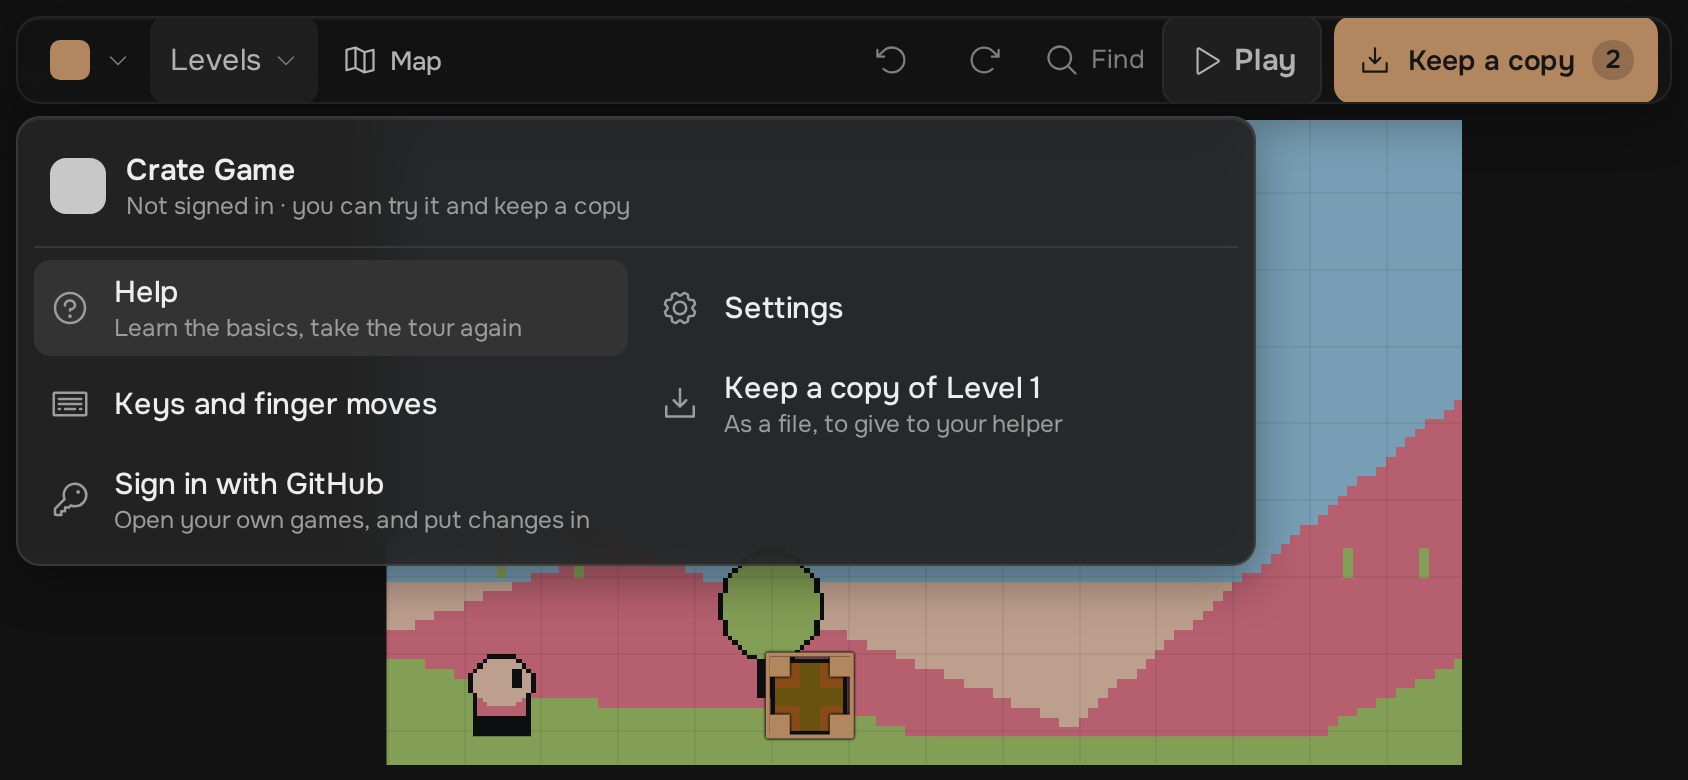 Levels
Map
Find
Play
Keep a copy 2
Crate Game
Not signed in · you can try it and keep a copy
Help
Learn the basics, take the tour again
Settings
Keys and finger moves
Keep a copy of Level 1
As a file, to give to your helper
Sign in with GitHub
Open your own games, and put changes in